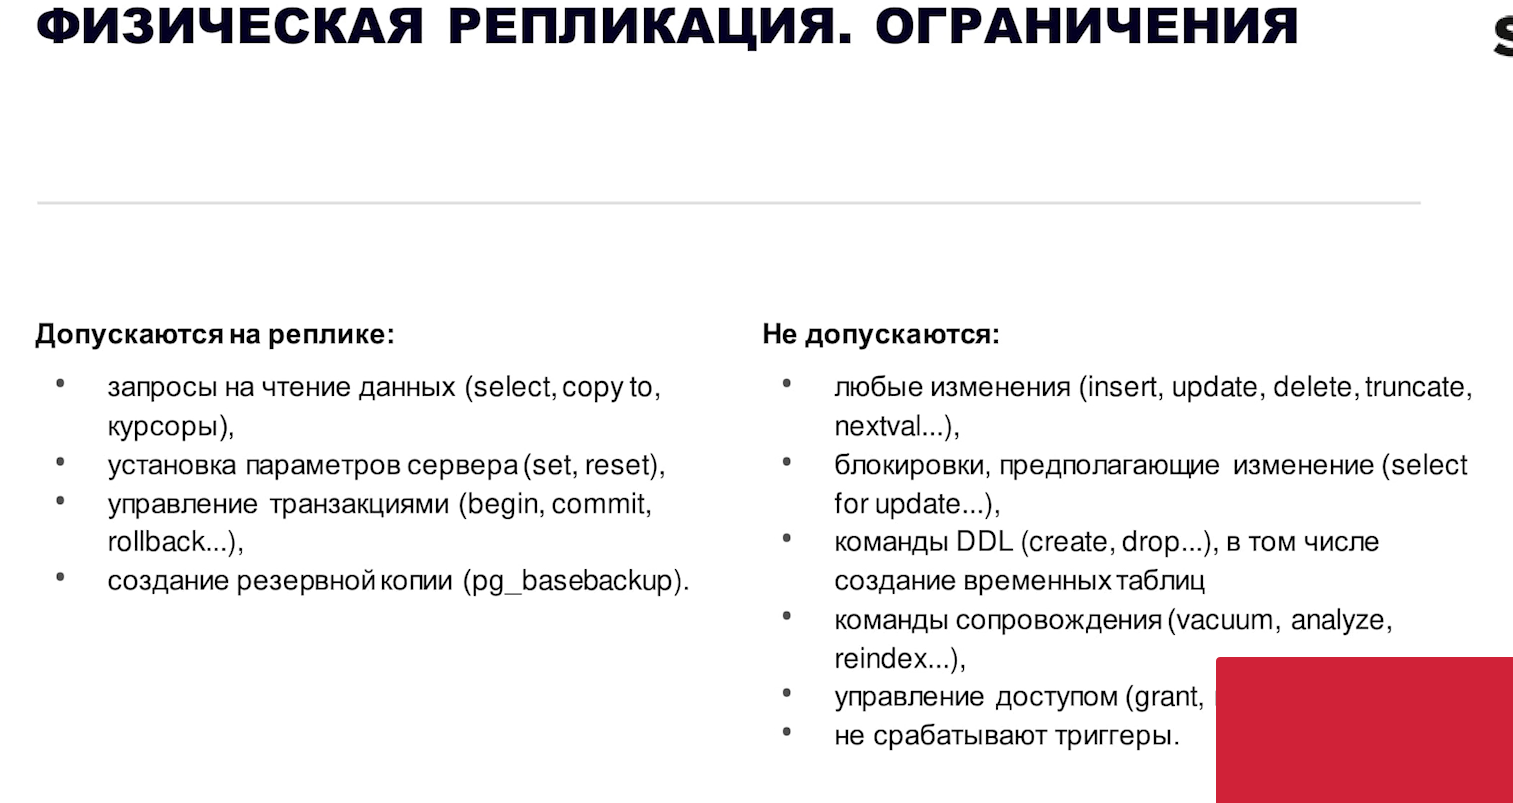 ФИЗИЧЕСКАЯ РЕПЛИКАЦИЯ. ОГРАНИЧЕНИЯ
Допускаются на реплике:
• запросы на чтение данных (select, copy to,
курсоры),
• установка параметров сервера (set, reset),
• управление транзакциями (begin, commit,
rollback...),
• создание резервной копии (pg_basebackup).
Не допускаются:
• любые изменения (insert, update, delete, truncate,
nextval...),
• блокировки, предполагающие изменение (select
for update...),
• команды DDL (create, drop...), в том числе
создание временных таблиц
• команды сопровождения (vacuum, analyze,
reindex...),
• управление доступом (grant,
• не срабатывают триггеры.